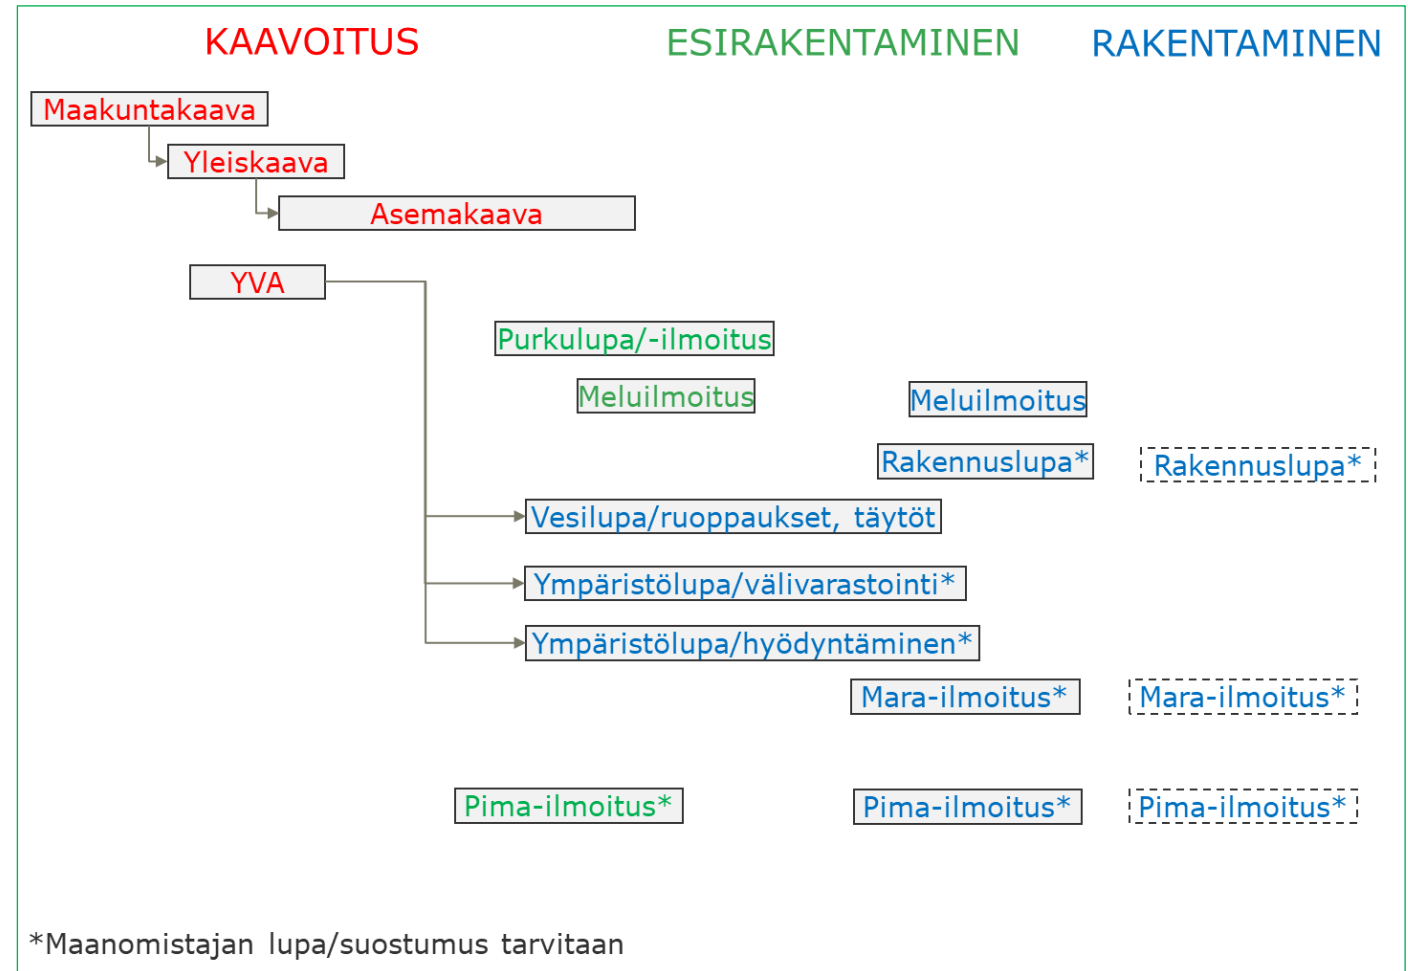 KAAVOITUS ESIRAKENTAMINEN RAKENTAMINEN
Maakuntakaava
Yleiskaava
Asemakaava
YVA
Purkulupa/-ilmoitus
Meluilmoitus Meluilmoitus
Rakennuslupa* Rakennuslupa*
Vesilupa/ruoppaukset, täytöt
Ympäristölupa/välivarastointi*
Ympäristölupa/hyödyntäminen*
Mara-ilmoitus* Mara-ilmoitus*
Pima-ilmoitus* Pima-ilmoitus* Pima-ilmoitus*
*Maanomistajan lupa/suostumus tarvitaan